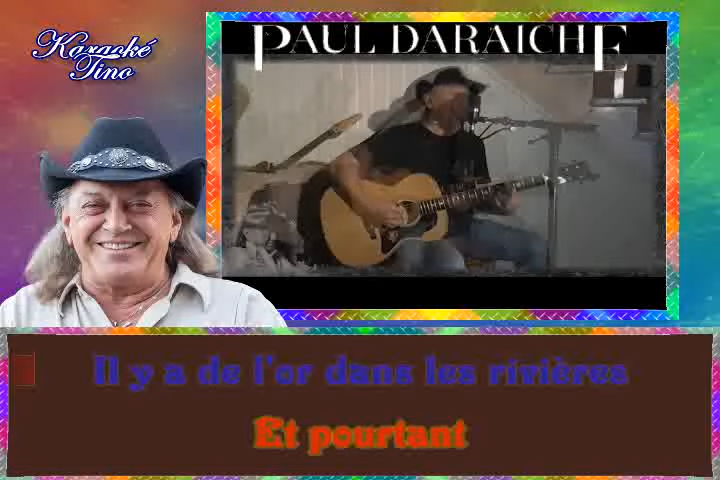 Karaoké
Tino
PAUL DARAICHE
Il y a de l'or dans les rivières
Et pourtant